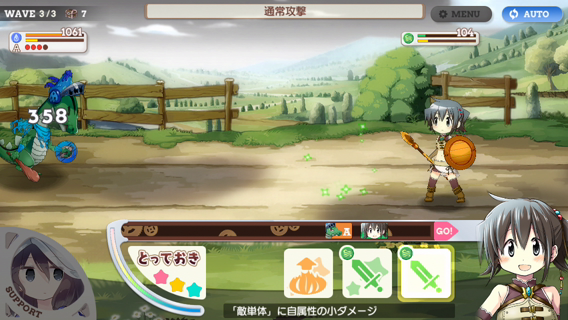 WAVE 3/3 7
通常攻撃
MENU
AUTO
1061
A
104
358
A
GO!
とっておき
SUPPORT
「敵単体」に自属性の小ダメージ